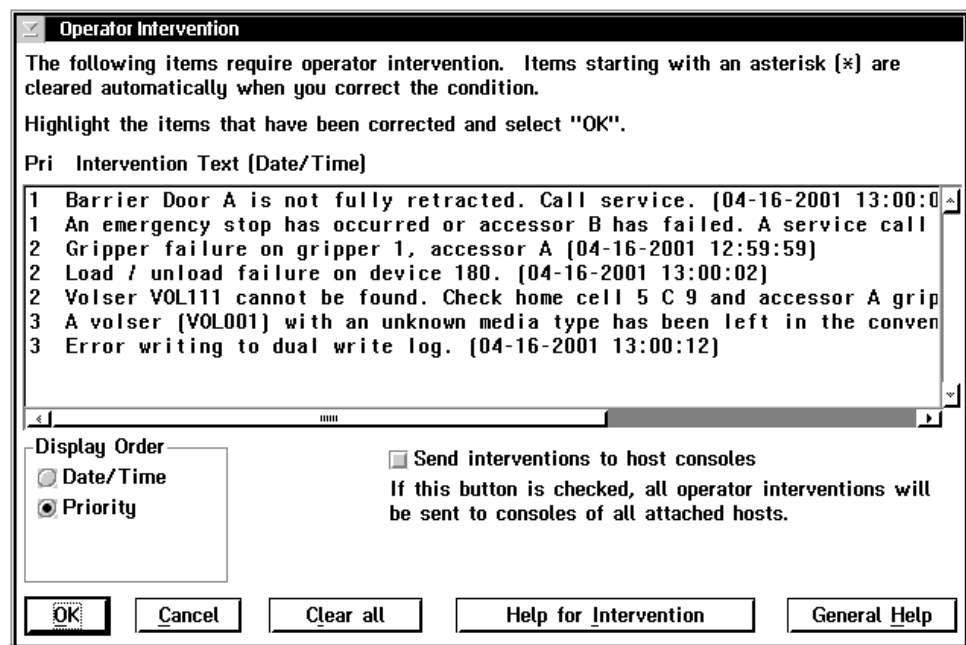 Operator Intervention
The following items require operator intervention. Items starting with an asterisk (*) are
cleared automatically when you correct the condition.
Highlight the items that have been corrected and select "OK".
Pri Intervention Text (Date/Time)
1 Barrier Door A is not fully retracted. Call service. (04-16-2001 13:00:0
1 An emergency stop has occurred or accessor B has failed. A service call
2 Gripper failure on gripper 1, accessor A (04-16-2001 12:59:59)
2 Load / unload failure on device 180. (04-16-2001 13:00:02)
2 Volser VOL111 cannot be found. Check home cell 5 C 9 and accessor A grip
3 A volser (VOL001) with an unknown media type has been left in the conven
3 Error writing to dual write log. (04-16-2001 13:00:12)
Display Order
Date/Time
Priority
Send interventions to host consoles
If this button is checked, all operator interventions will
be sent to consoles of all attached hosts.
OK Cancel Clear all Help for Intervention General Help